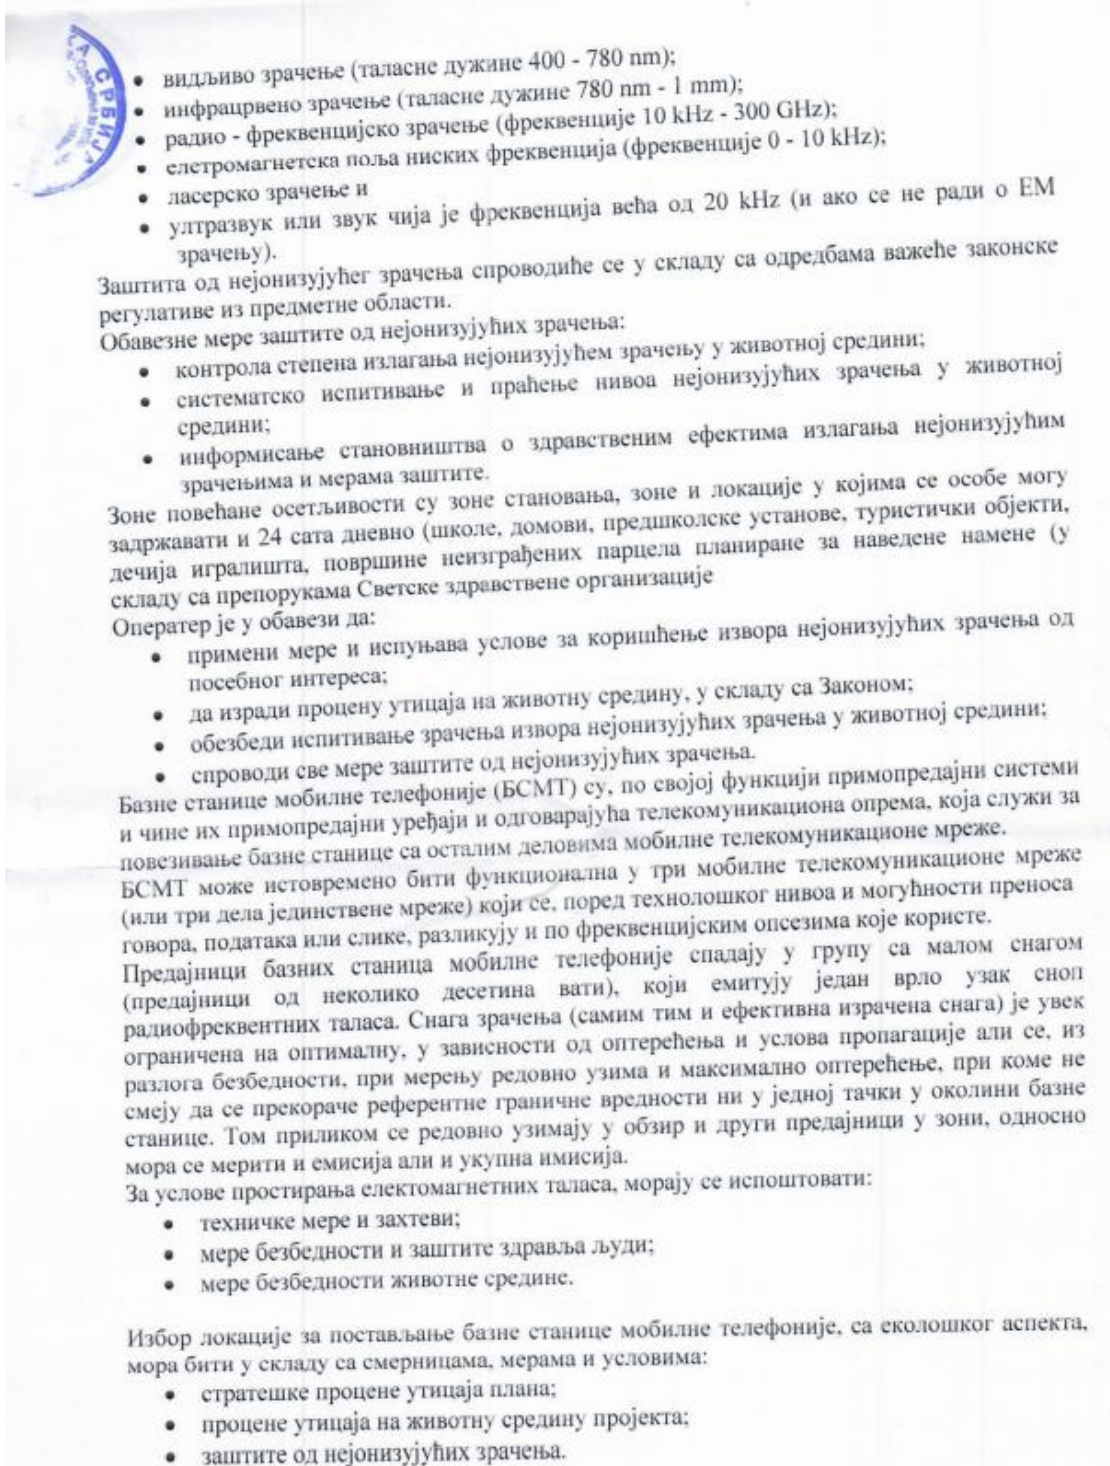 СРБИЈА
• видљиво зрачење (таласне дужине 400 - 780 nm);
• инфрацрвено зрачење (таласне дужине 780 nm - 1 mm);
• радио - фреквенцијско зрачење (фреквенције 10 kHz - 300 GHz);
• елетромагнетска поља ниских фреквенција (фреквенције 0 - 10 kHz);
• ласерско зрачење и
• ултразвук или звук чија је фреквенција већа од 20 kHz (и ако се не ради о ЕМ
зрачењу).
Заштита од нејонизујућег зрачења спроводиће се у складу са одредбама важеће законске
регулативе из предметне области.
Обавезне мере заштите од нејонизујућих зрачења:
• контрола степена излагања нејонизујућем зрачењу у животној средини;
• систематско испитивање и праћење нивоа нејонизујућих зрачења у животној
средини;
• информисање становништва о здравственим ефектима излагања нејонизујућим
зрачењима и мерама заштите.
Зоне повећане осетљивости су зоне становања, зоне и локације у којима се особе могу
задржавати и 24 сата дневно (школе, домови, предшколске установе, туристички објекти,
дечија игралишта, површине неизграђених парцела планиране за наведене намене (у
складу са препорукама Светске здравствене организације
Оператер је у обавези да:
• примени мере и испуњава услове за коришћење извора нејонизујућих зрачења од
посебног интереса;
• да изради процену утицаја на животну средину, у складу са Законом;
• обезбеди испитивање зрачења извора нејонизујућих зрачења у животној средини;
• спроводи све мере заштите од нејонизујућих зрачења.
Базне станице мобилне телефоније (БСМТ) су, по својој функцији примопредајни системи
и чине их примопредајни уређаји и одговарајућа телекомуникациона опрема, која служи за
повезивање базне станице са осталим деловима мобилне телекомуникационе мреже.
БСМТ може истовремено бити функционална у три мобилне телекомуникационе мреже
(или три дела јединствене мреже) који се, поред технолошког нивоа и могућности преноса
говора, података или слике, разликују и по фреквенцијским опсезима које користе.
Предајници базних станица мобилне телефоније спадају у групу са малом снагом
(предајници од неколико десетина вати), који емитују један врло узак сноп
радиофреквентних таласа. Снага зрачења (самим тим и ефективна израчена снага) је увек
ограничена на оптималну, у зависности од оптерећења и услова пропагације али се, из
разлога безбедности, при мерењу редовно узима и максимално оптерећење, при коме не
смеју да се прекораче референтне граничне вредности ни у једној тачки у околини базне
станице. Том приликом се редовно узимају у обзир и други предајници у зони, односно
мора се мерити и емисија али и укупна имисија.
За услове простирања електомагнетних таласа, морају се испоштовати:
• техничке мере и захтеви;
• мере безбедности и заштите здравља људи;
• мере безбедности животне средине.
Избор локације за постављање базне станице мобилне телефоније, са еколошког аспекта,
мора бити у складу са смерницама, мерама и условима:
• стратешке процене утицаја плана;
• процене утицаја на животну средину пројекта;
• заштите од нејонизујућих зрачења.